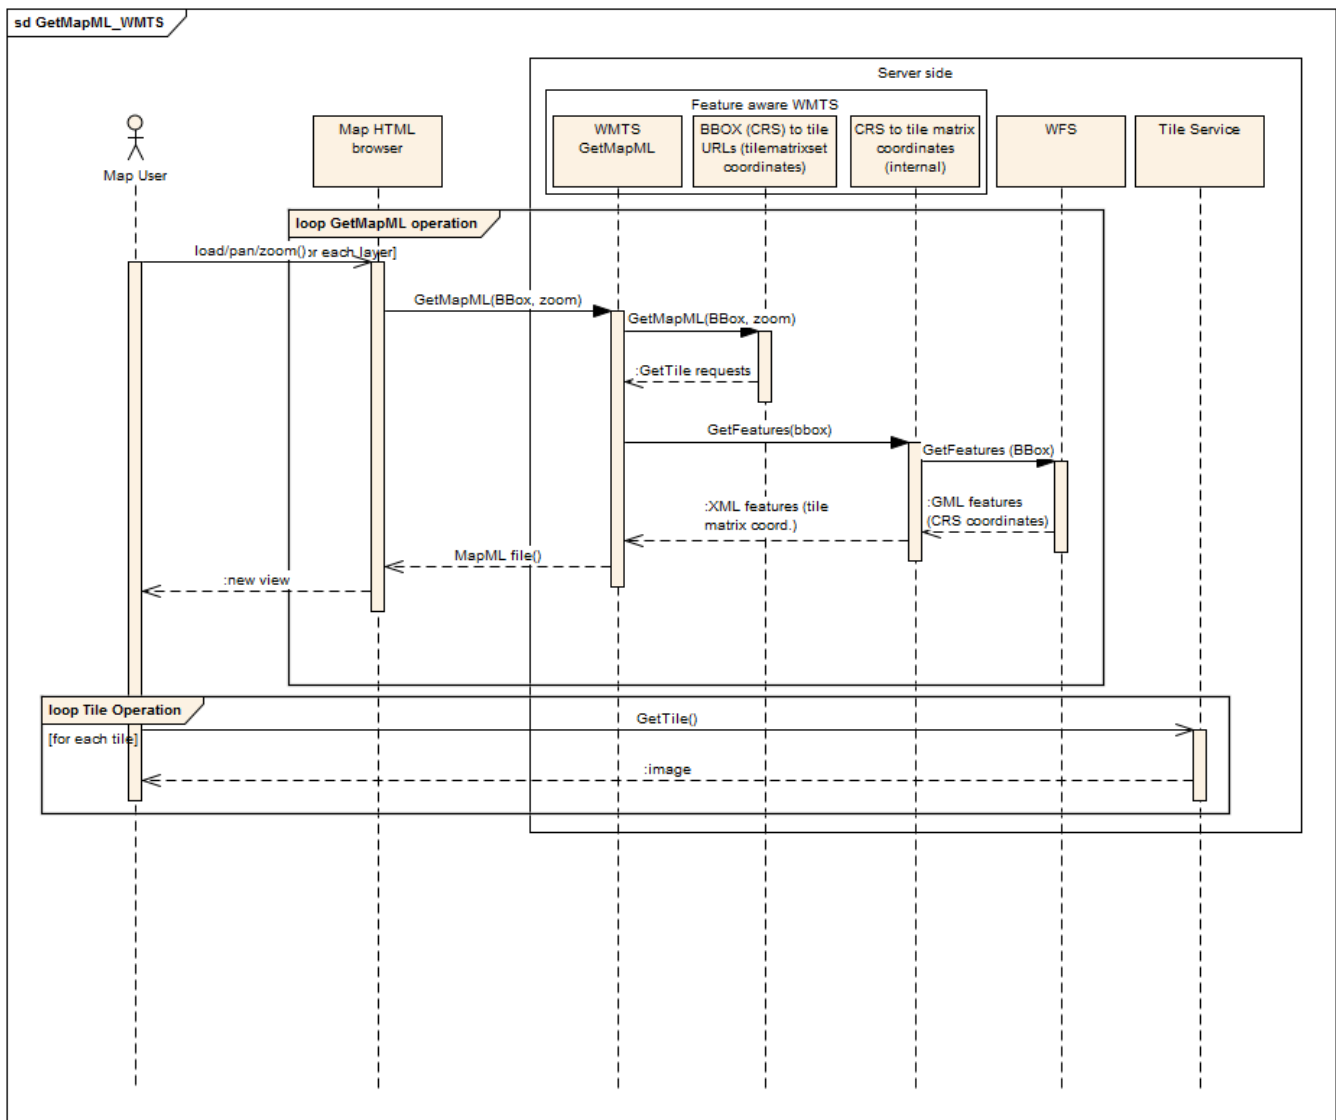 sd GetMapML_WMTS
Server side
Feature aware WMTS
Map User
Map HTML
browser
WMTS
GetMapML
BBOX (CRS) to tile
URLs (tilematrixset
coordinates)
CRS to tile matrix
coordinates
(internal)
WFS
Tile Service
loop GetMapML operation
load/pan/zoom()
or each layer]
GetMapML(BBox, zoom)
GetMapML(BBox, zoom)
:GetTile requests
GetFeatures(bbox)
GetFeatures (BBox)
:GML features
(CRS coordinates)
:XML features (tile
matrix coord.)
MapML file()
:new view
loop Tile Operation
[for each tile]
GetTile()
:image